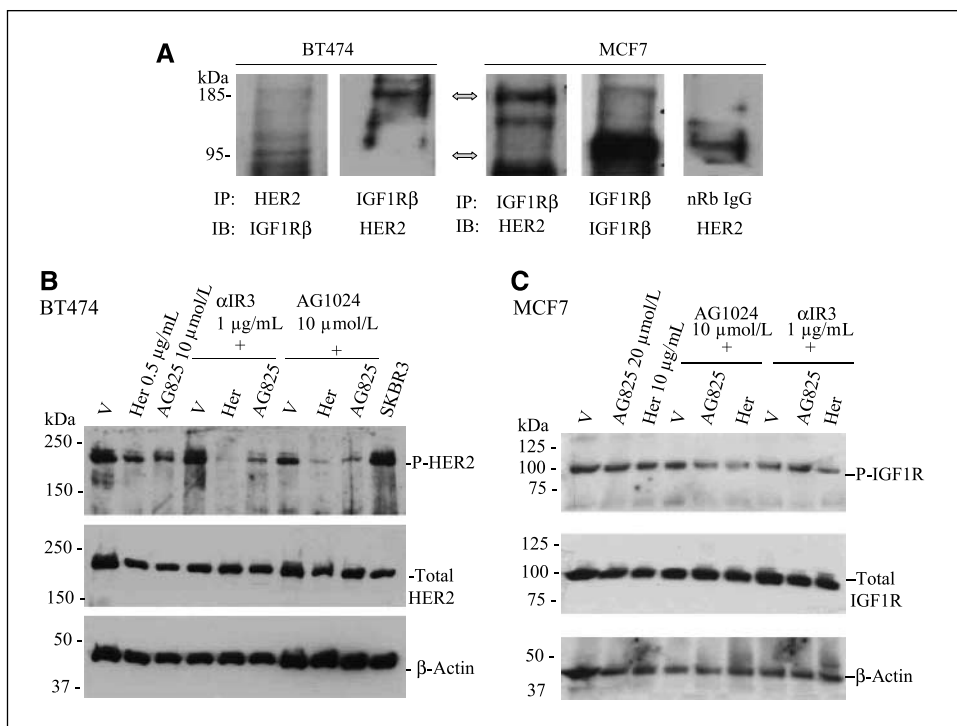 A
BT474
MCF7
kDa
185-
95-
IP: HER2 IGF1Rβ IP: IGF1Rβ IGF1Rβ nRb IgG
IB: IGF1Rβ HER2 IB: HER2 IGF1Rβ HER2
B
BT474
αIR3
1 µg/mL
+
AG1024
10 µmol/L
+
V
Her 0.5 µg/mL
AG825 10 µmol/L
V
Her
AG825
V
Her
AG825
SKBR3
kDa
250-
150-
-P-HER2
250-
150-
-Total
HER2
50-
37-
-β-Actin
C
MCF7
AG1024
10 µmol/L
+
αIR3
1 µg/mL
+
V
AG825 20 µmol/L
Her 10 µg/mL
V
AG825
Her
V
AG825
Her
kDa
125-
100-
75-
-P-IGF1R
125-
100-
75-
-Total
IGF1R
50-
37
-β-Actin